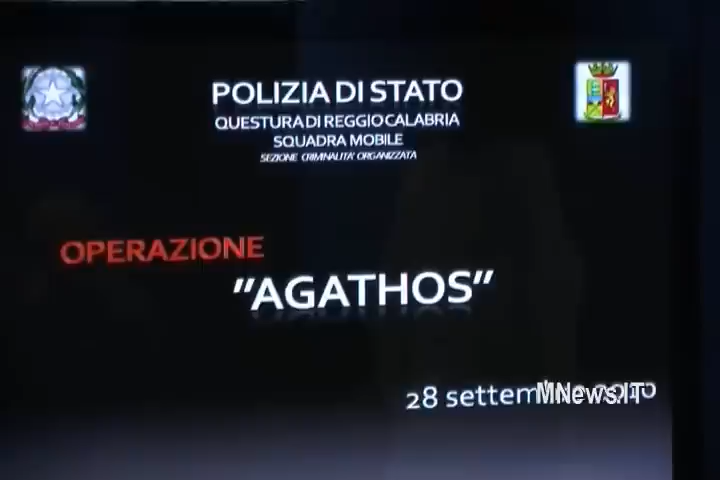 POLIZIA DI STATO
QUESTURA DI REGGIO CALABRIA
SQUADRA MOBILE
SEZIONE CRIMINALITA' ORGANIZZATA
OPERAZIONE
"AGATHOS"
28
MNews.IT